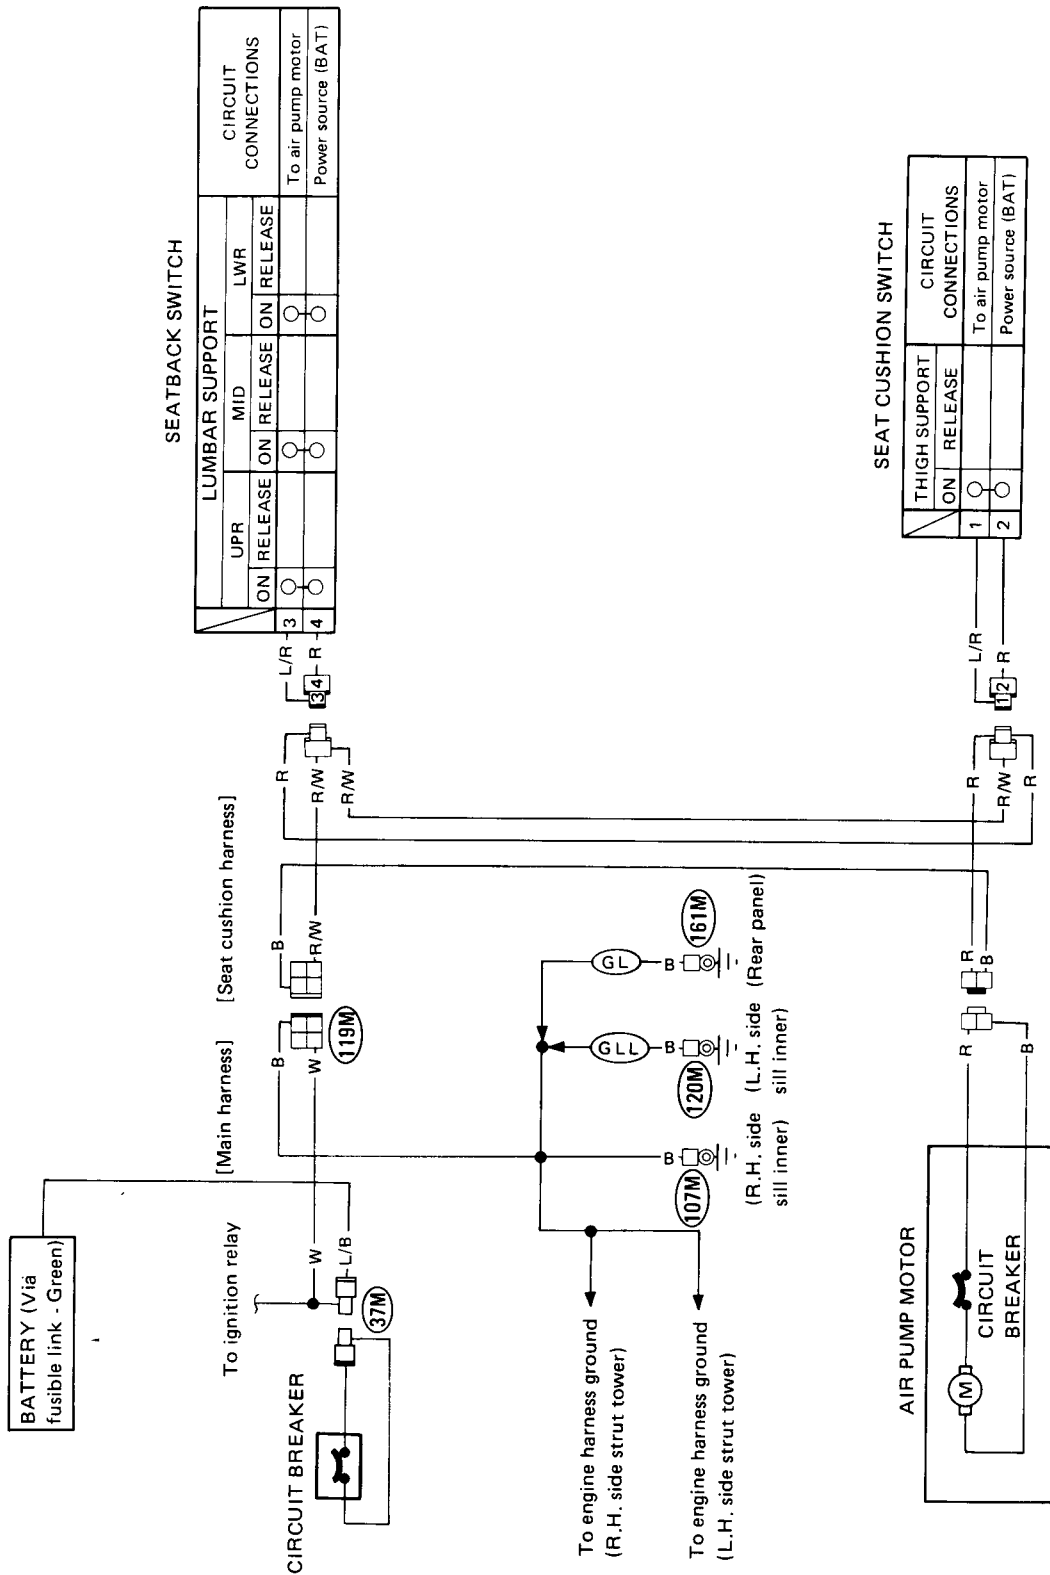 BATTERY (Via
fusible link - Green)
To ignition relay
CIRCUIT BREAKER
W
L/B
37M
[Main harness]
[Seat cushion harness]
B
W
119M
B
R/W
R
R/W
R/W
L/R
R
3 4
SEATBACK SWITCH
LUMBAR SUPPORT
CIRCUIT
CONNECTIONS
UPR
MID
LWR
ON RELEASE ON RELEASE ON RELEASE
3
To air pump motor
4
Power source (BAT)
GLL
GL
B
B
B
107M
120M
161M
(R.H. side
sill inner)
(L.H. side
sill inner)
(Rear panel)
To engine harness ground
(R.H. side strut tower)
To engine harness ground
(L.H. side strut tower)
AIR PUMP MOTOR
M
CIRCUIT
BREAKER
R
B
R
B
R
R/W
R
L/R
R
1 2
SEAT CUSHION SWITCH
THIGH SUPPORT
CIRCUIT
CONNECTIONS
ON RELEASE
1
To air pump motor
2
Power source (BAT)